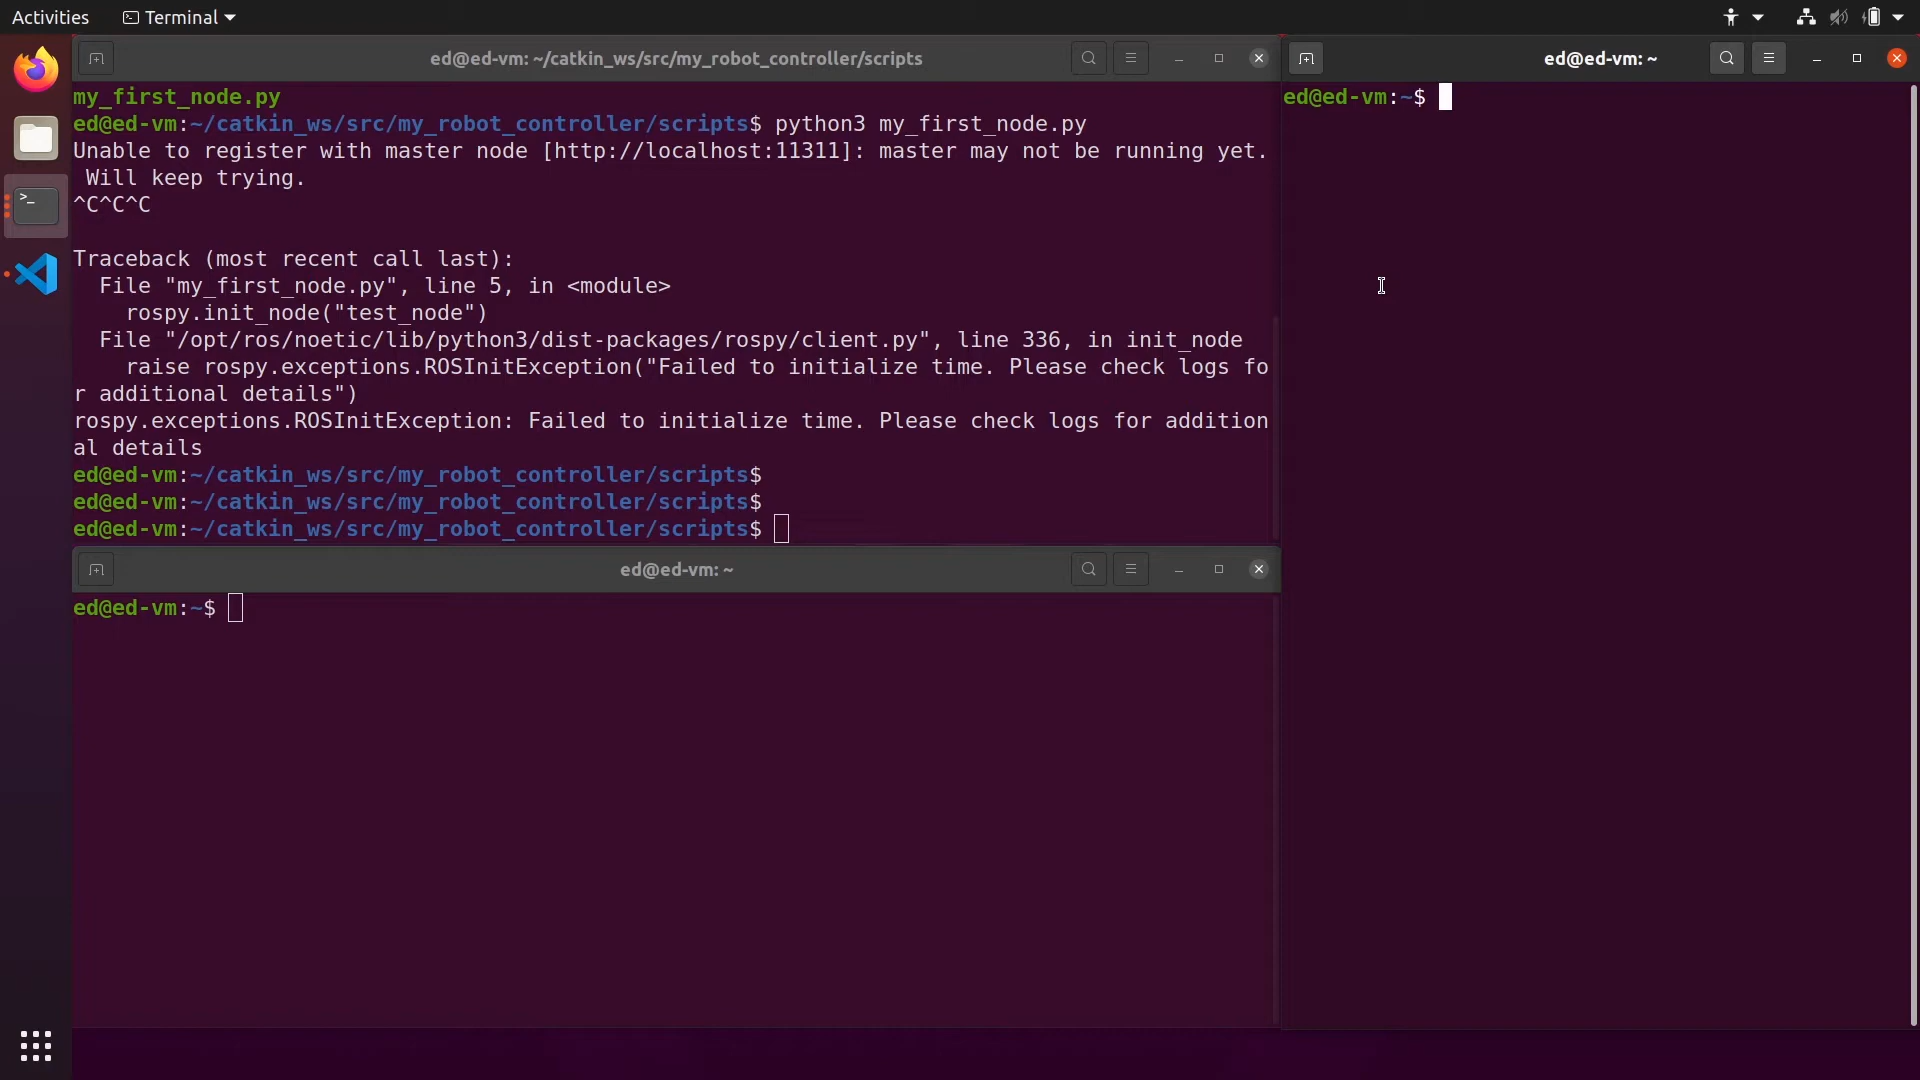 Activities Terminal
ed@ed-vm: ~/catkin_ws/src/my_robot_controller/scripts
my_first_node.py
ed@ed-vm:~/catkin_ws/src/my_robot_controller/scripts$ python3 my_first_node.py
Unable to register with master node [http://localhost:11311]: master may not be running yet.
 Will keep trying.
^C^C^C
Traceback (most recent call last):
  File "my_first_node.py", line 5, in <module>
    rospy.init_node("test_node")
  File "/opt/ros/noetic/lib/python3/dist-packages/rospy/client.py", line 336, in init_node
    raise rospy.exceptions.ROSInitException("Failed to initialize time. Please check logs fo
r additional details")
rospy.exceptions.ROSInitException: Failed to initialize time. Please check logs for addition
al details
ed@ed-vm:~/catkin_ws/src/my_robot_controller/scripts$
ed@ed-vm:~/catkin_ws/src/my_robot_controller/scripts$
ed@ed-vm:~/catkin_ws/src/my_robot_controller/scripts$
ed@ed-vm: ~
ed@ed-vm:~$
ed@ed-vm: ~
ed@ed-vm:~$